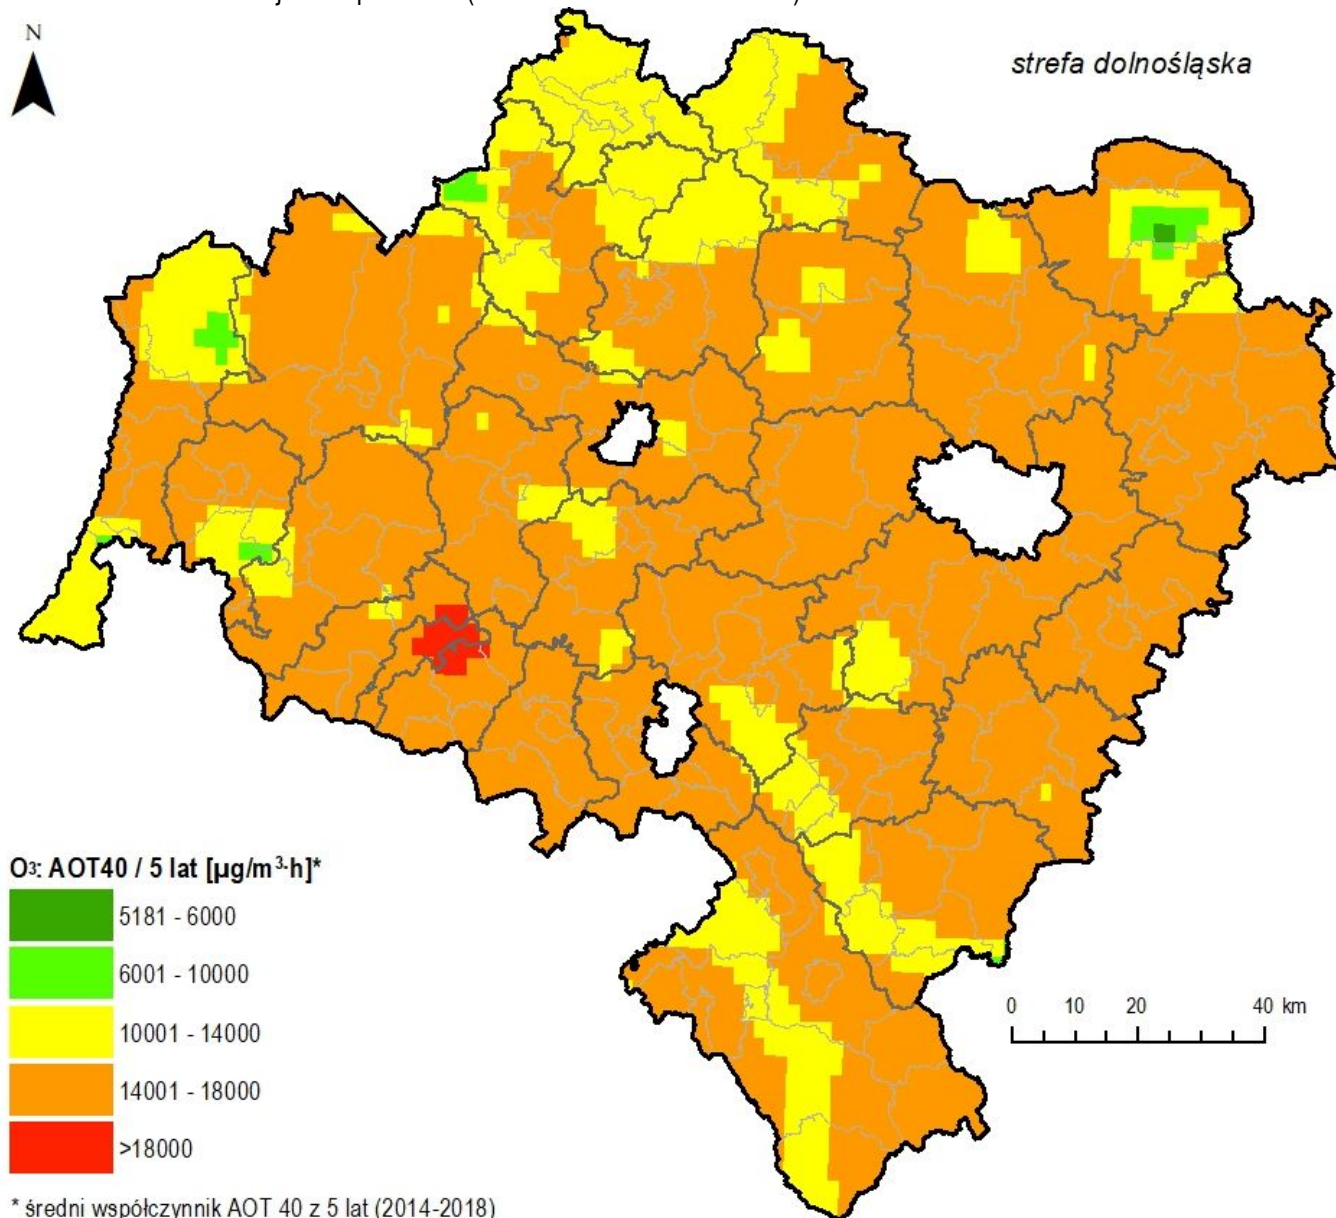 N
strefa dolnośląska
O₃: AOT40 / 5 lat [µg/m³·h]*
5181 - 6000
6001 - 10000
10001 - 14000
14001 - 18000
>18000
0 10 20 40 km
* średni współczynnik AOT 40 z 5 lat (2014-2018)